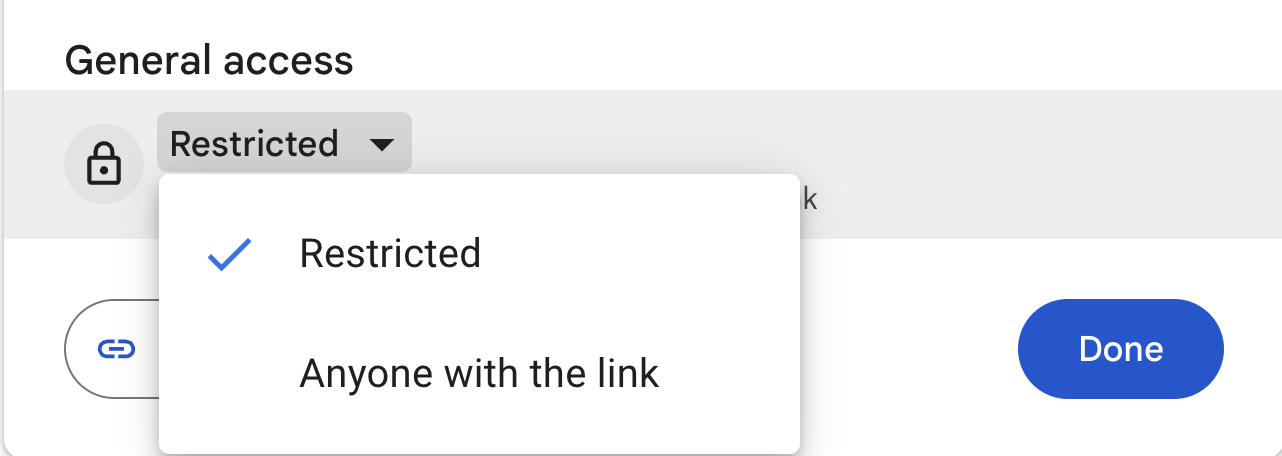 General access
Restricted
k
Restricted
Anyone with the link
Done